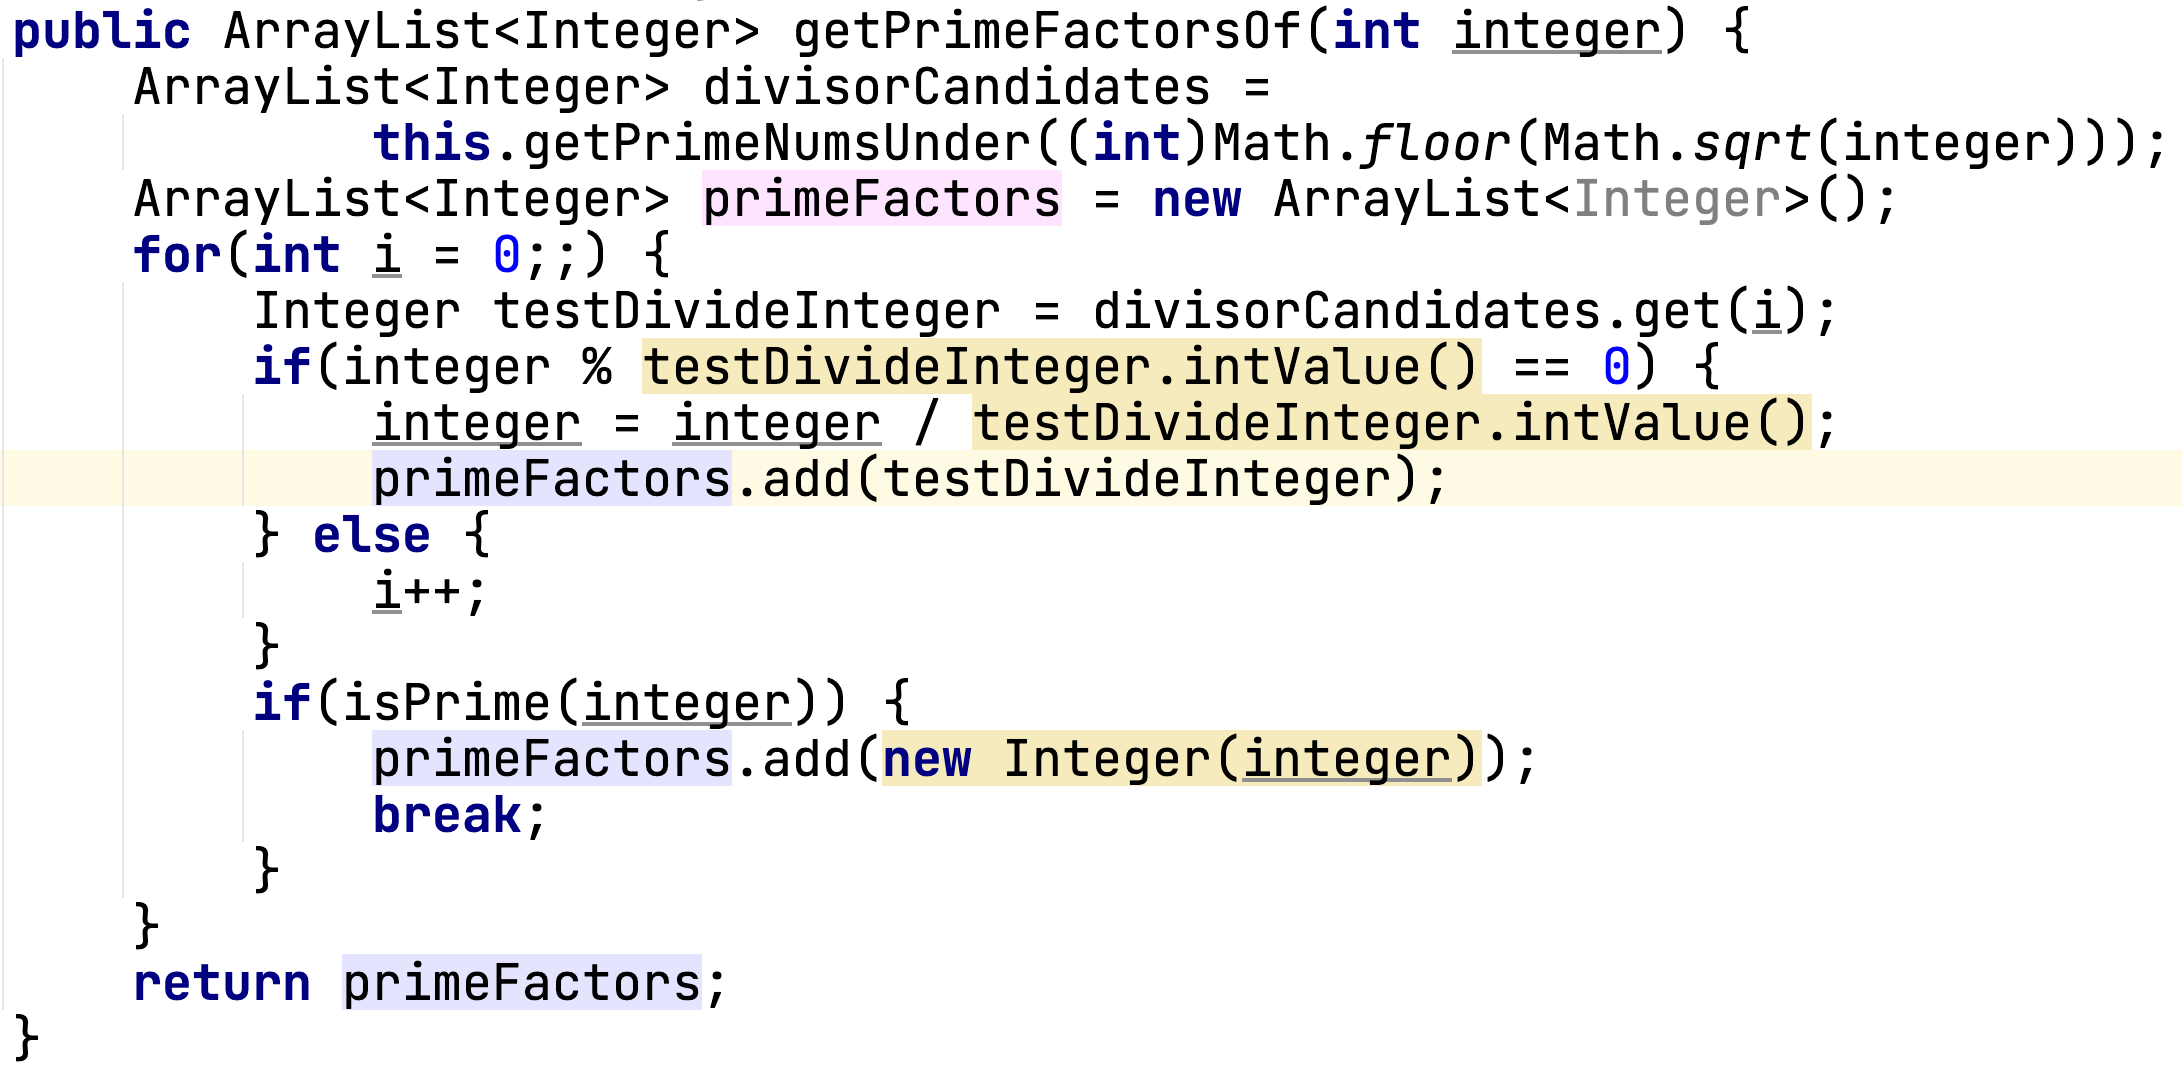 public ArrayList<Integer> getPrimeFactorsOf(int integer) {
    ArrayList<Integer> divisorCandidates =
            this.getPrimeNumsUnder((int)Math.floor(Math.sqrt(integer)));
    ArrayList<Integer> primeFactors = new ArrayList<Integer>();
    for(int i = 0;;) {
        Integer testDivideInteger = divisorCandidates.get(i);
        if(integer % testDivideInteger.intValue() == 0) {
            integer = integer / testDivideInteger.intValue();
            primeFactors.add(testDivideInteger);
        } else {
            i++;
        }
        if(isPrime(integer)) {
            primeFactors.add(new Integer(integer));
            break;
        }
    }
    return primeFactors;
}